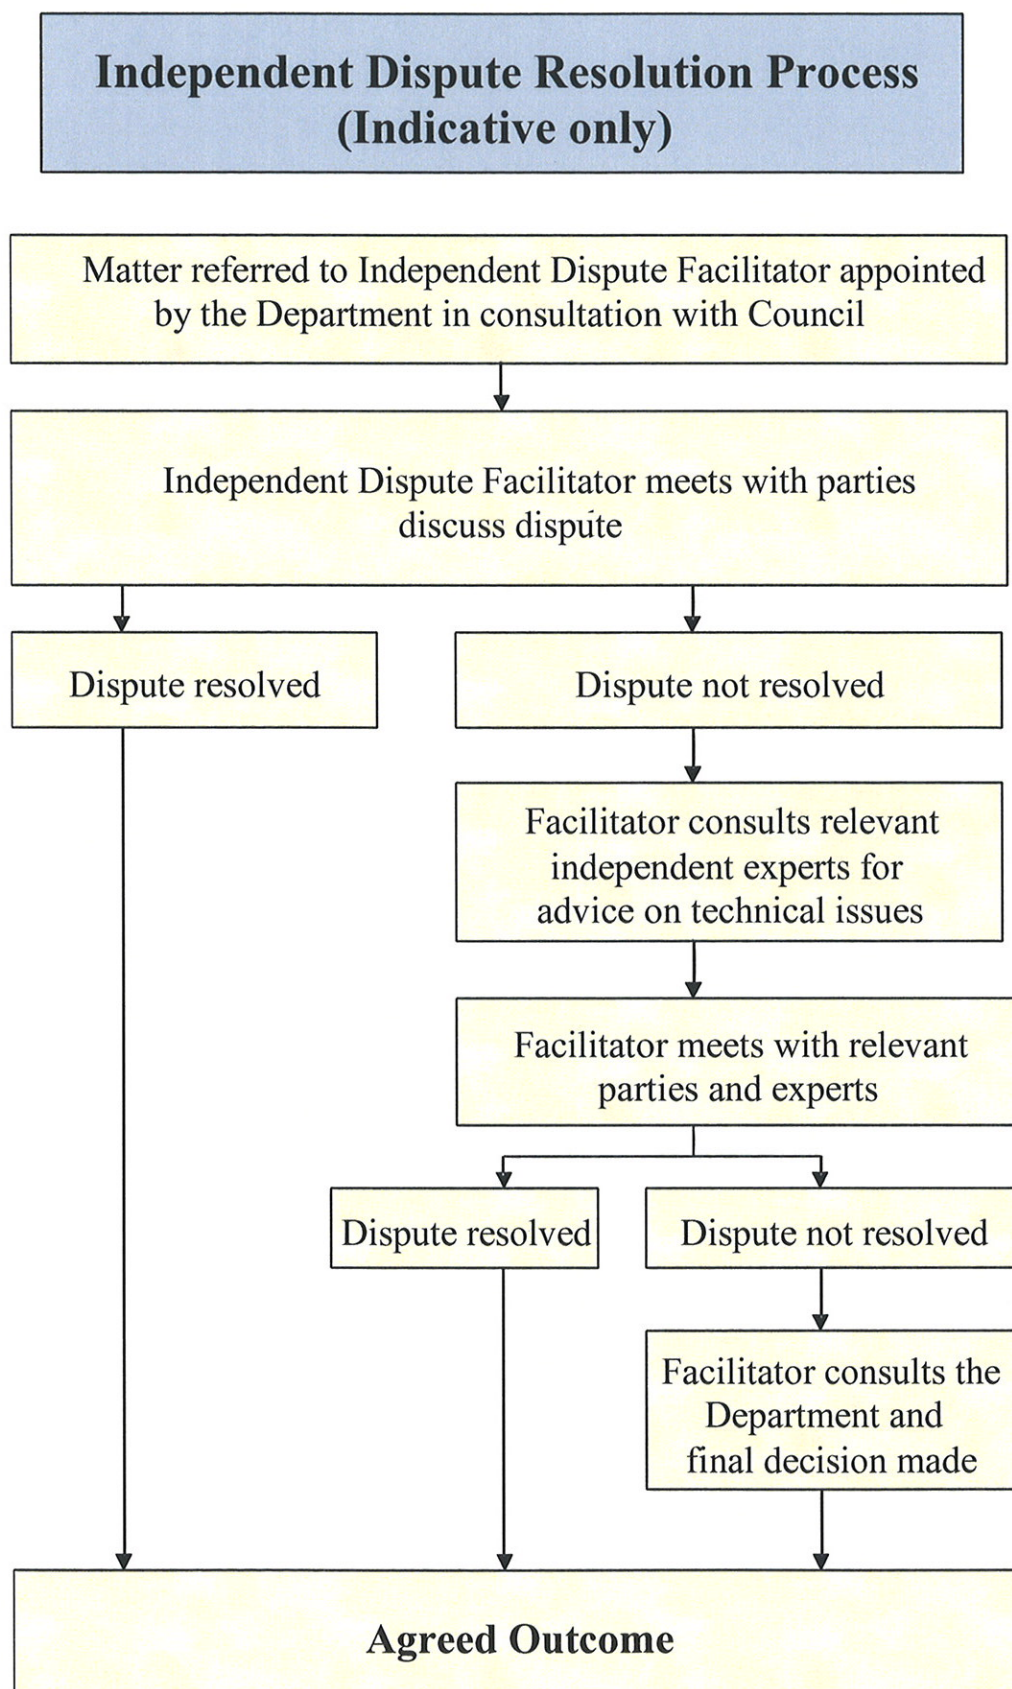 Independent Dispute Resolution Process
(Indicative only)
Matter referred to Independent Dispute Facilitator appointed
by the Department in consultation with Council
Independent Dispute Facilitator meets with parties
discuss dispute
Dispute resolved
Dispute not resolved
Facilitator consults relevant
independent experts for
advice on technical issues
Facilitator meets with relevant
parties and experts
Dispute resolved
Dispute not resolved
Facilitator consults the
Department and
final decision made
Agreed Outcome